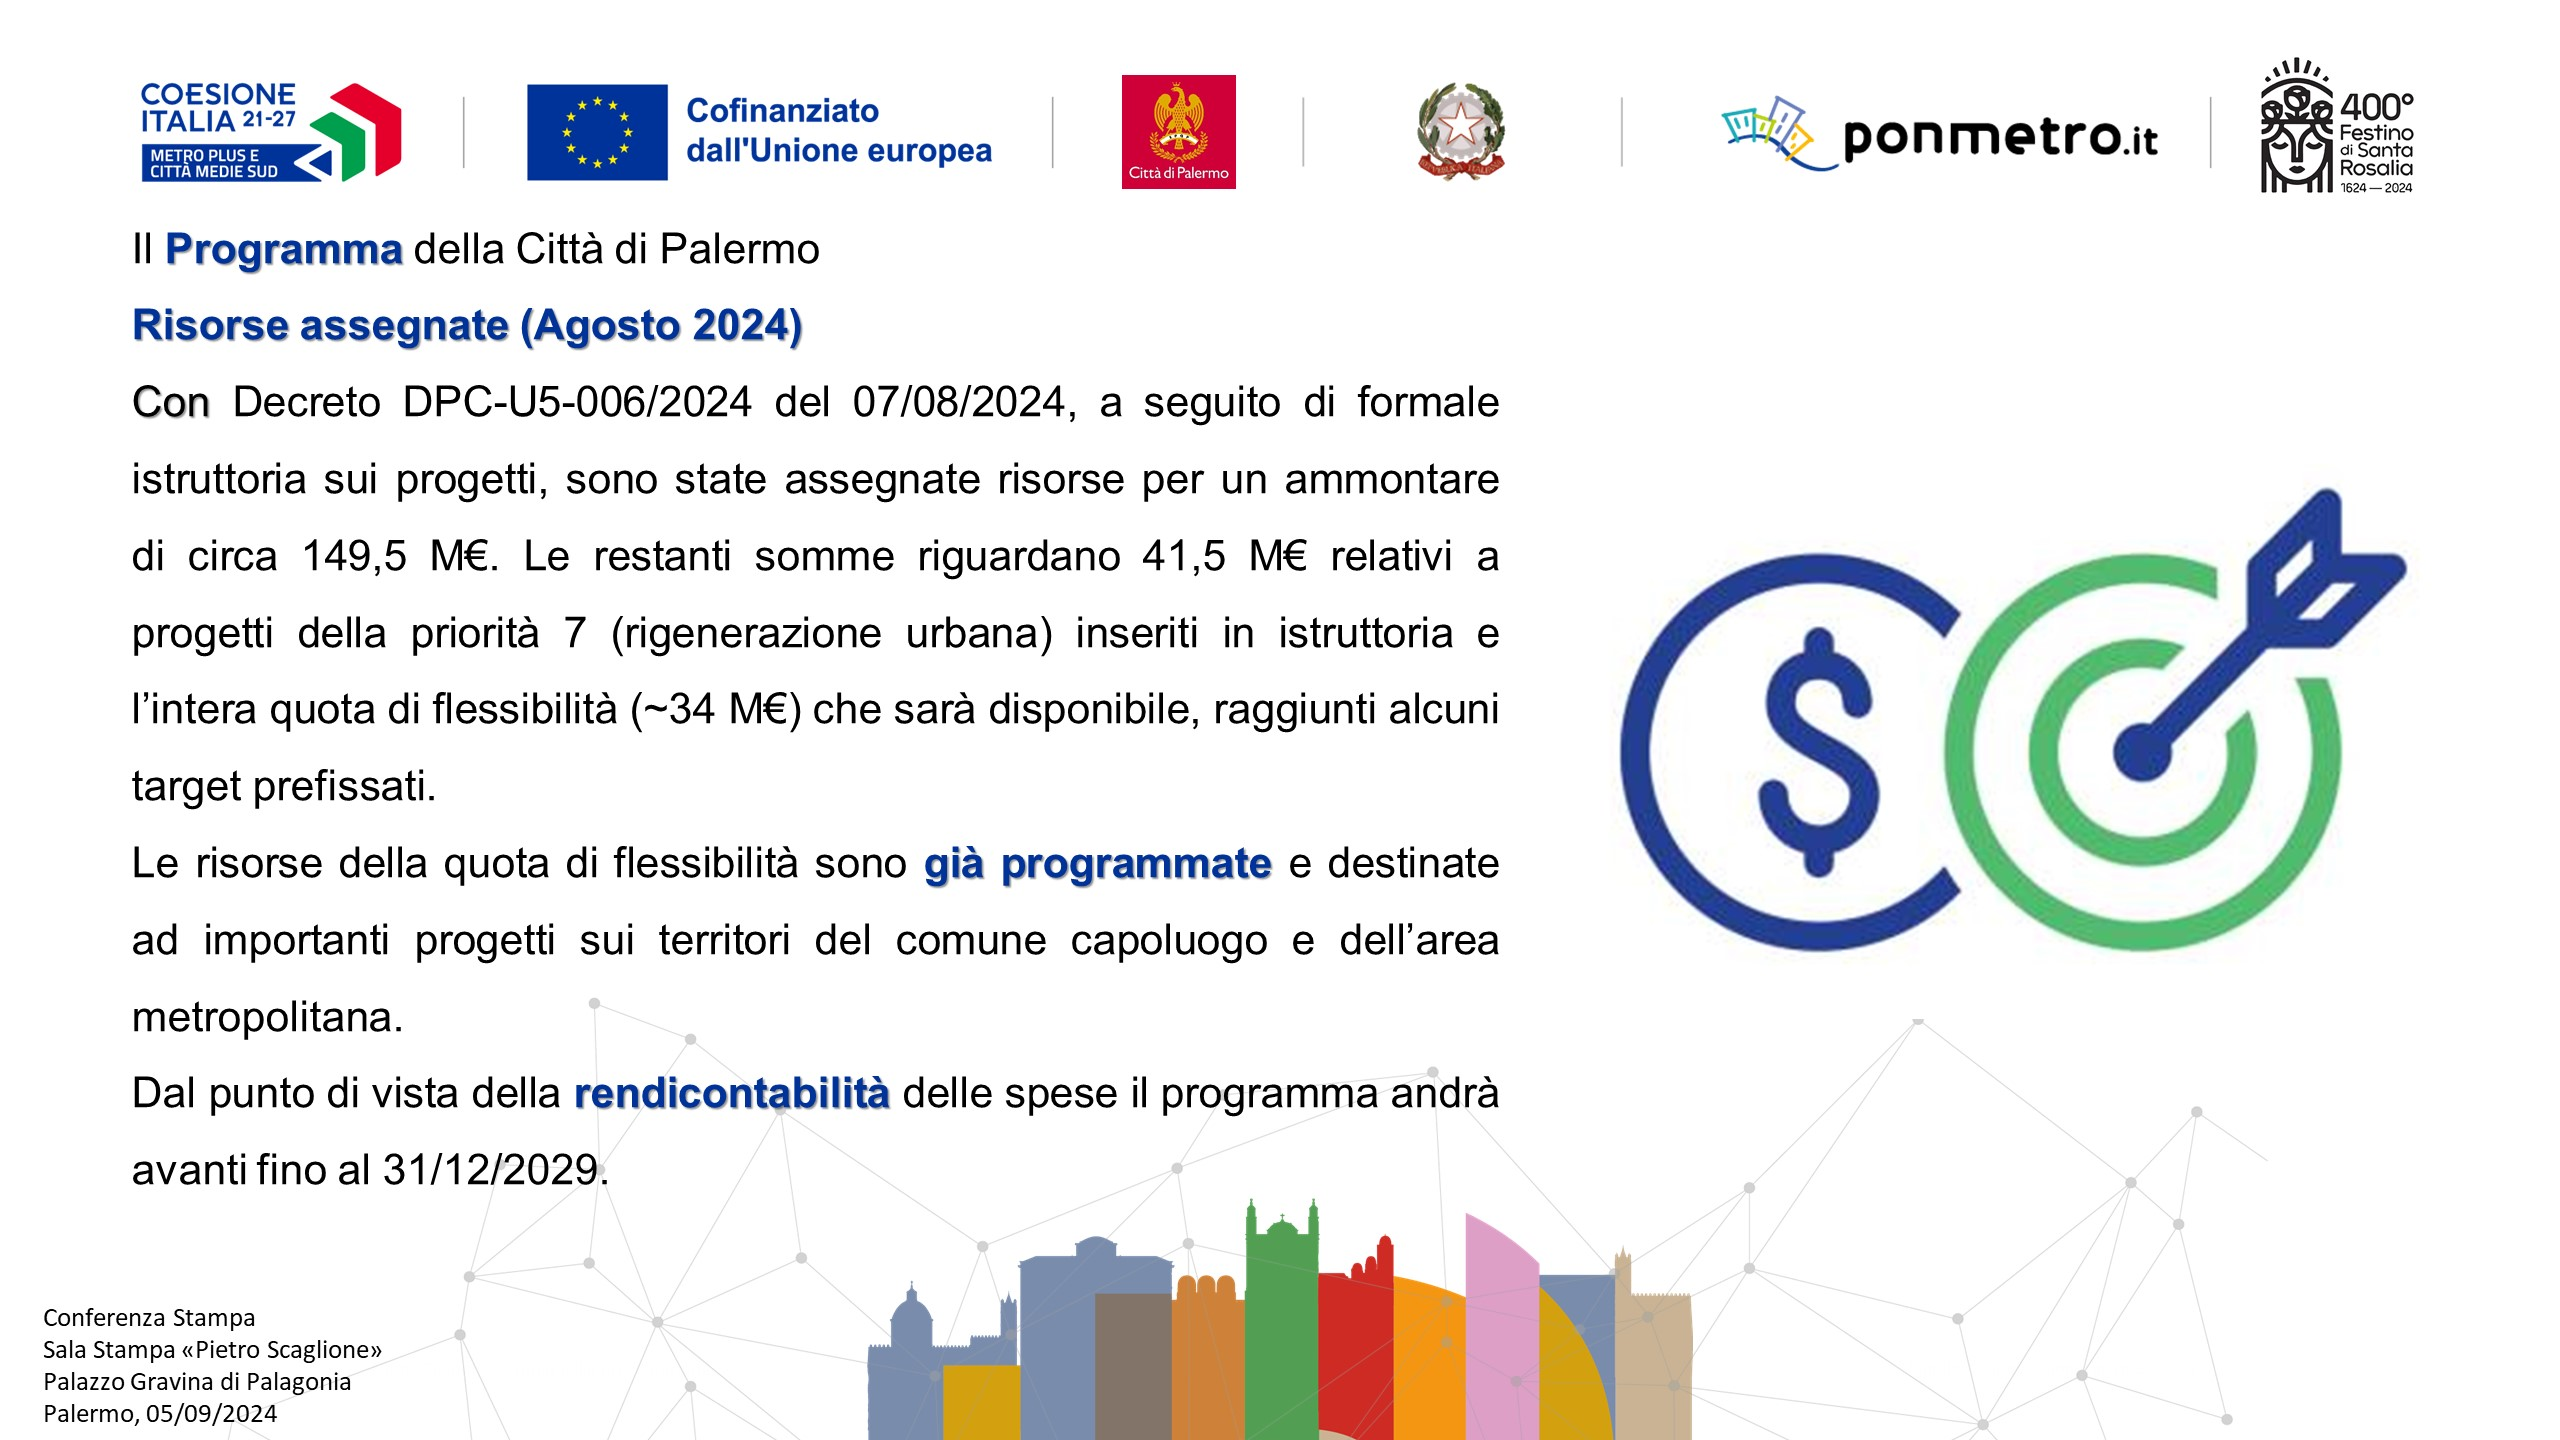 COESIONE
ITALIA 21-27
METRO PLUS E
CITTÀ MEDIE SUD
Cofinanziato
dall'Unione europea
Città di Palermo
ponmetro.it
400°
Festino
di Santa
Rosalia
1624 — 2024
Il Programma della Città di Palermo
Risorse assegnate (Agosto 2024)
Con Decreto DPC-U5-006/2024 del 07/08/2024, a seguito di formale
istruttoria sui progetti, sono state assegnate risorse per un ammontare
di circa 149,5 M€. Le restanti somme riguardano 41,5 M€ relativi a
progetti della priorità 7 (rigenerazione urbana) inseriti in istruttoria e
l’intera quota di flessibilità (~34 M€) che sarà disponibile, raggiunti alcuni
target prefissati.
Le risorse della quota di flessibilità sono già programmate e destinate
ad importanti progetti sui territori del comune capoluogo e dell’area
metropolitana.
Dal punto di vista della rendicontabilità delle spese il programma andrà
avanti fino al 31/12/2029.
$
Conferenza Stampa
Sala Stampa «Pietro Scaglione»
Palazzo Gravina di Palagonia
Palermo, 05/09/2024